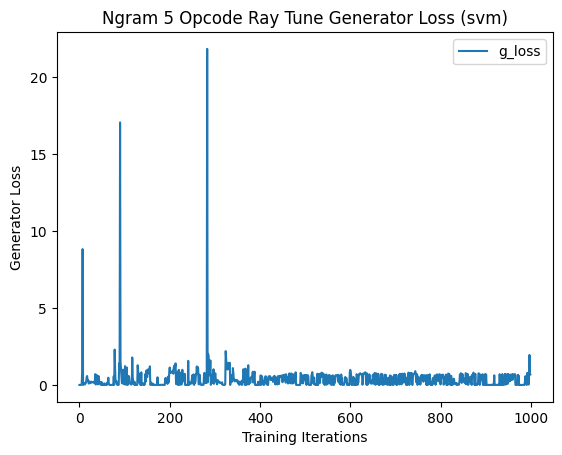 Ngram 5 Opcode Ray Tune Generator Loss (svm)
g_loss
Generator Loss
20
15
10
5
0
0 200 400 600 800 1000
Training Iterations